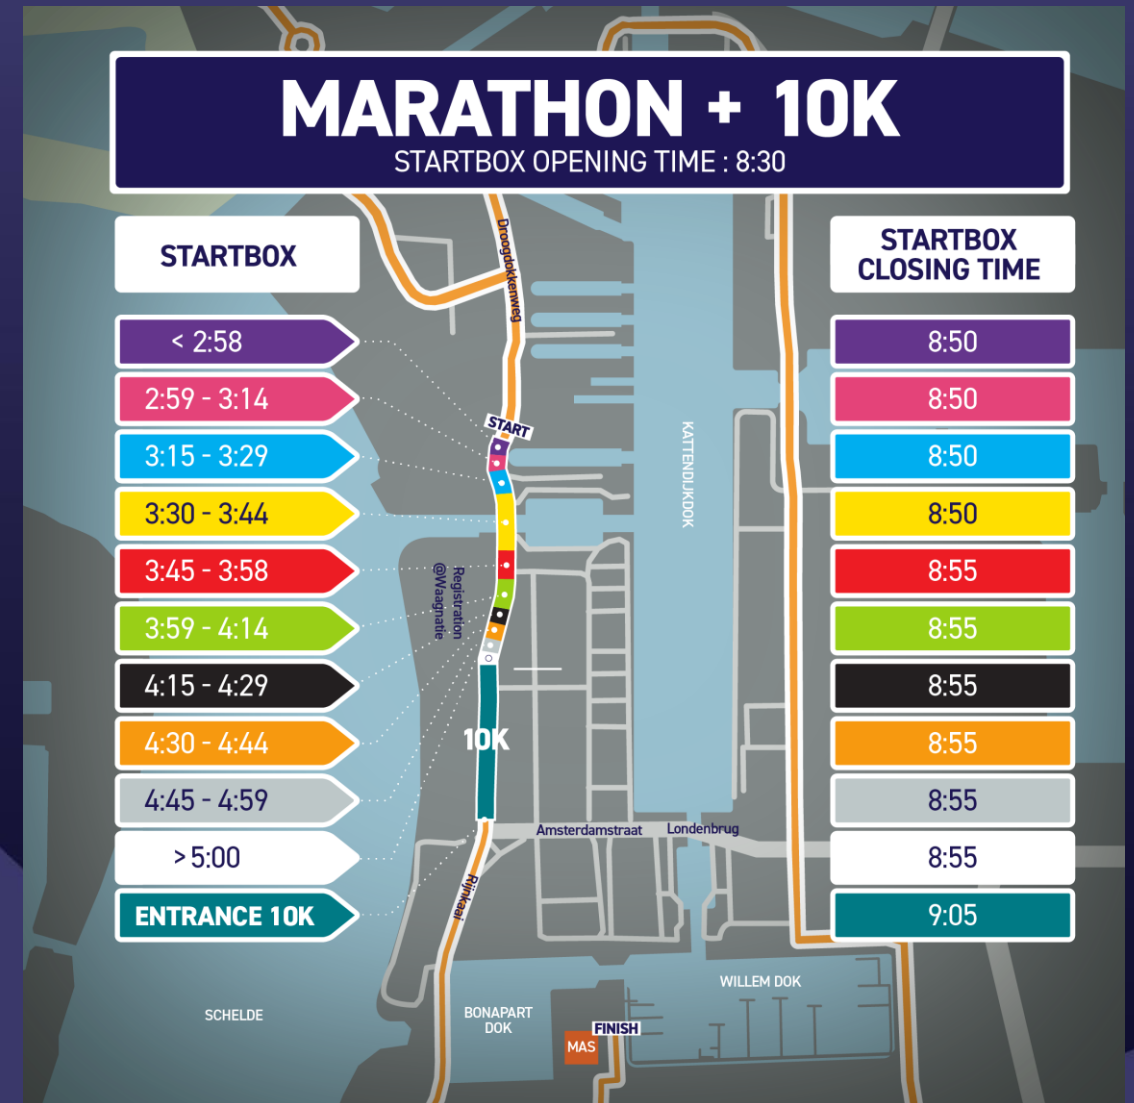 MARATHON + 10K
STARTBOX OPENING TIME : 8:30
STARTBOX
STARTBOX
CLOSING TIME
< 2:58
8:50
2:59 - 3:14
8:50
3:15 - 3:29
8:50
3:30 - 3:44
8:50
3:45 - 3:58
8:55
3:59 - 4:14
8:55
4:15 - 4:29
8:55
4:30 - 4:44
8:55
4:45 - 4:59
8:55
> 5:00
8:55
ENTRANCE 10K
9:05
Droogdokkenweg
START
KATTENDIJKDOK
Registration
@Waagnatie
10K
Amsterdamstraat
Londenbrug
Rijnkaai
SCHELDE
BONAPART
DOK
WILLEM DOK
FINISH
MAS